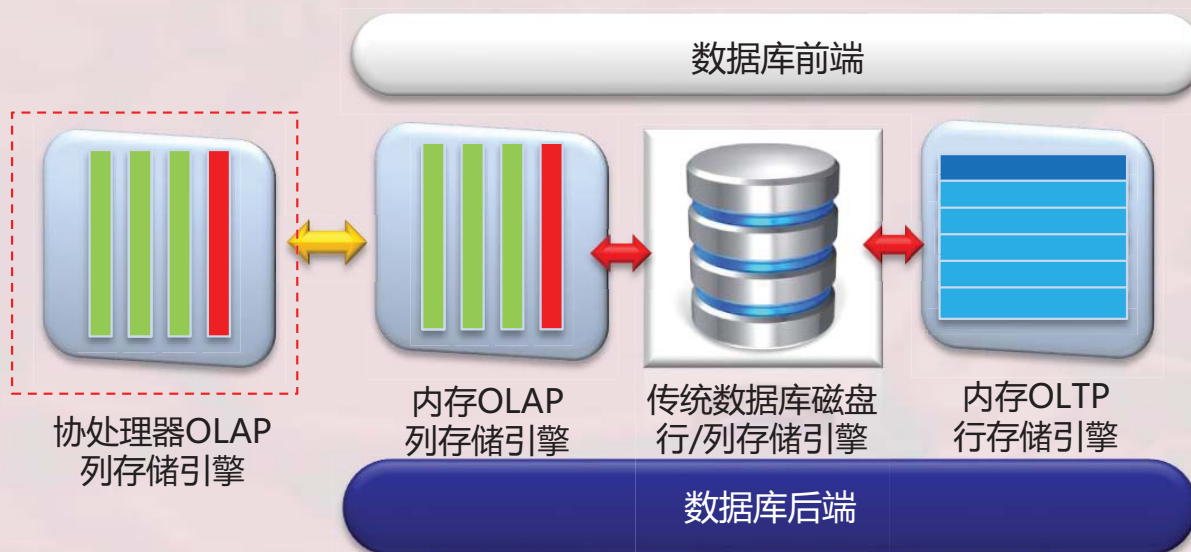 数据库前端
协处理器OLAP
列存储引擎
内存OLAP
列存储引擎
传统数据库磁盘
行/列存储引擎
内存OLTP
行存储引擎
数据库后端